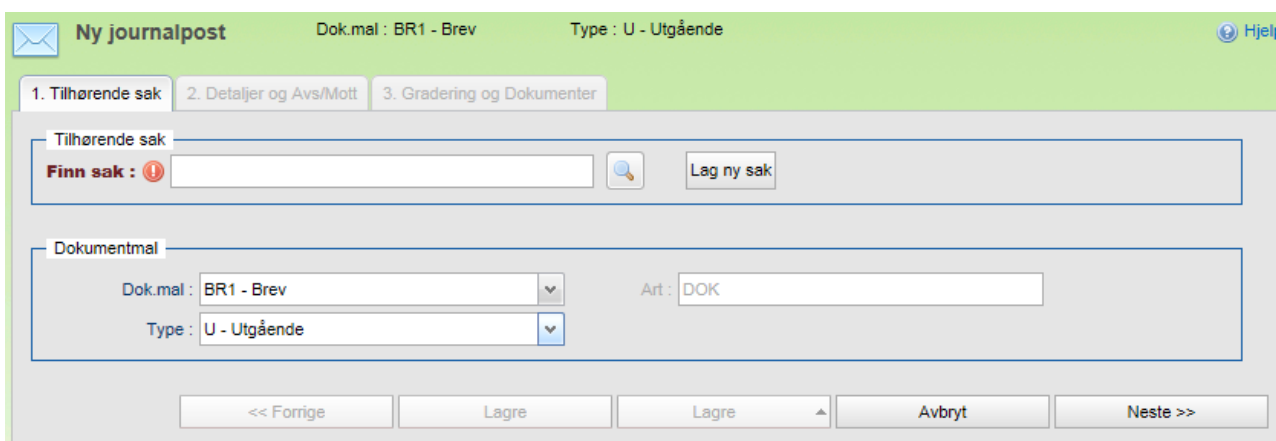 Ny journalpost Dok.mal : BR1 - Brev Type : U - Utgående Hjelp
1. Tilhørende sak 2. Detaljer og Avs/Mott 3. Gradering og Dokumenter
Tilhørende sak
Finn sak : Lag ny sak
Dokumentmal
Dok.mal : BR1 - Brev Art : DOK
Type : U - Utgående
<< Forrige Lagre Lagre Avbryt Neste >>